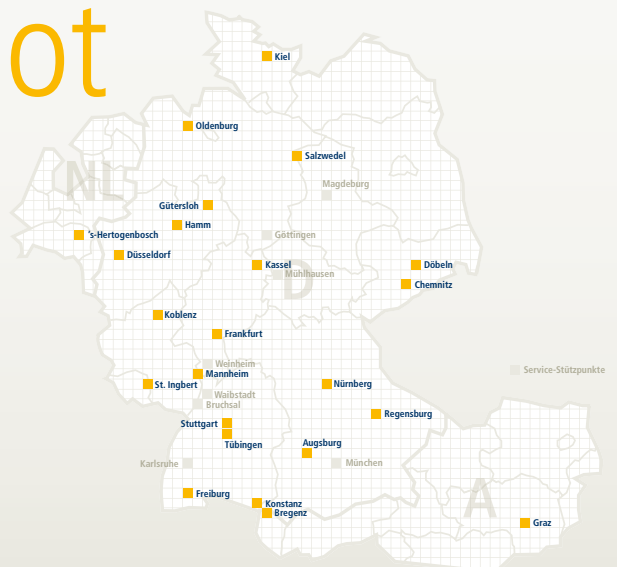 ot
Kiel
Oldenburg
Salzwedel
NL
Magdeburg
Gütersloh
Hamm
's-Hertogenbosch
Göttingen
Düsseldorf
Kassel
Döbeln
Mühlhausen
D
Chemnitz
Koblenz
Frankfurt
Weinheim
Service-Stützpunkte
Mannheim
St. Ingbert
Nürnberg
Waibstadt
Bruchsal
Regensburg
Stuttgart
Tübingen
Augsburg
Karlsruhe
München
Freiburg
A
Konstanz
Bregenz
Graz